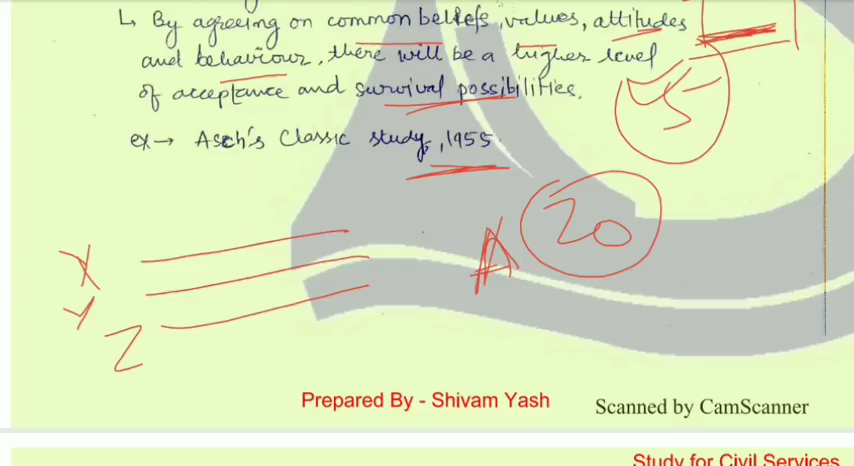 ↳ By agreeing on common beliefs, values, attitudes
and behaviour, there will be a higher level
of acceptance and survival possibilities.
ex → Asch's Classic study, 1955.
5
A 20
X
Y
Z
Prepared By - Shivam Yash
Scanned by CamScanner
Study for Civil Services